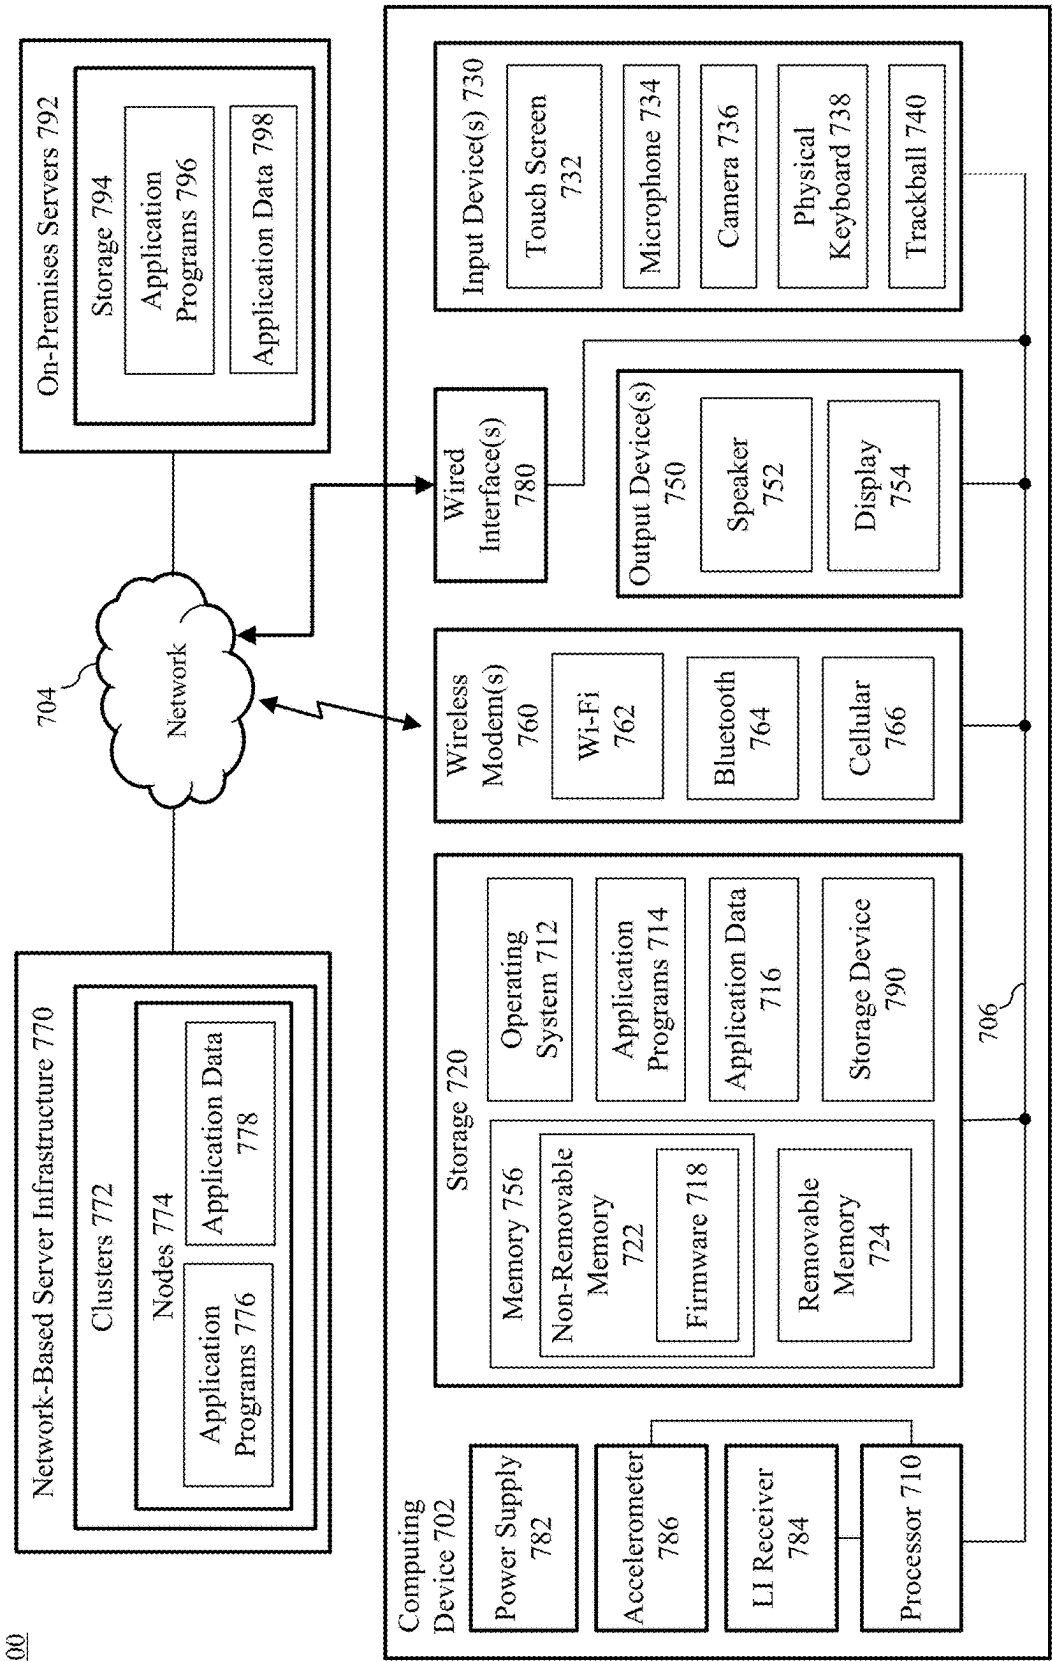 00
Network-Based Server Infrastructure 770
Clusters 772
Nodes 774
Application
Programs 776
Application Data
778
704
Network
On-Premises Servers 792
Storage 794
Application
Programs 796
Application Data 798
Computing
Device 702
Power Supply
782
Accelerometer
786
LI Receiver
784
Processor 710
Storage 720
Memory 756
Non-Removable
Memory
722
Firmware 718
Removable
Memory
724
Operating
System 712
Application
Programs 714
Application Data
716
Storage Device
790
706
Wireless
Modem(s)
760
Wi-Fi
762
Bluetooth
764
Cellular
766
Wired
Interface(s)
780
Output Device(s)
750
Speaker
752
Display
754
Input Device(s) 730
Touch Screen
732
Microphone 734
Camera 736
Physical
Keyboard 738
Trackball 740